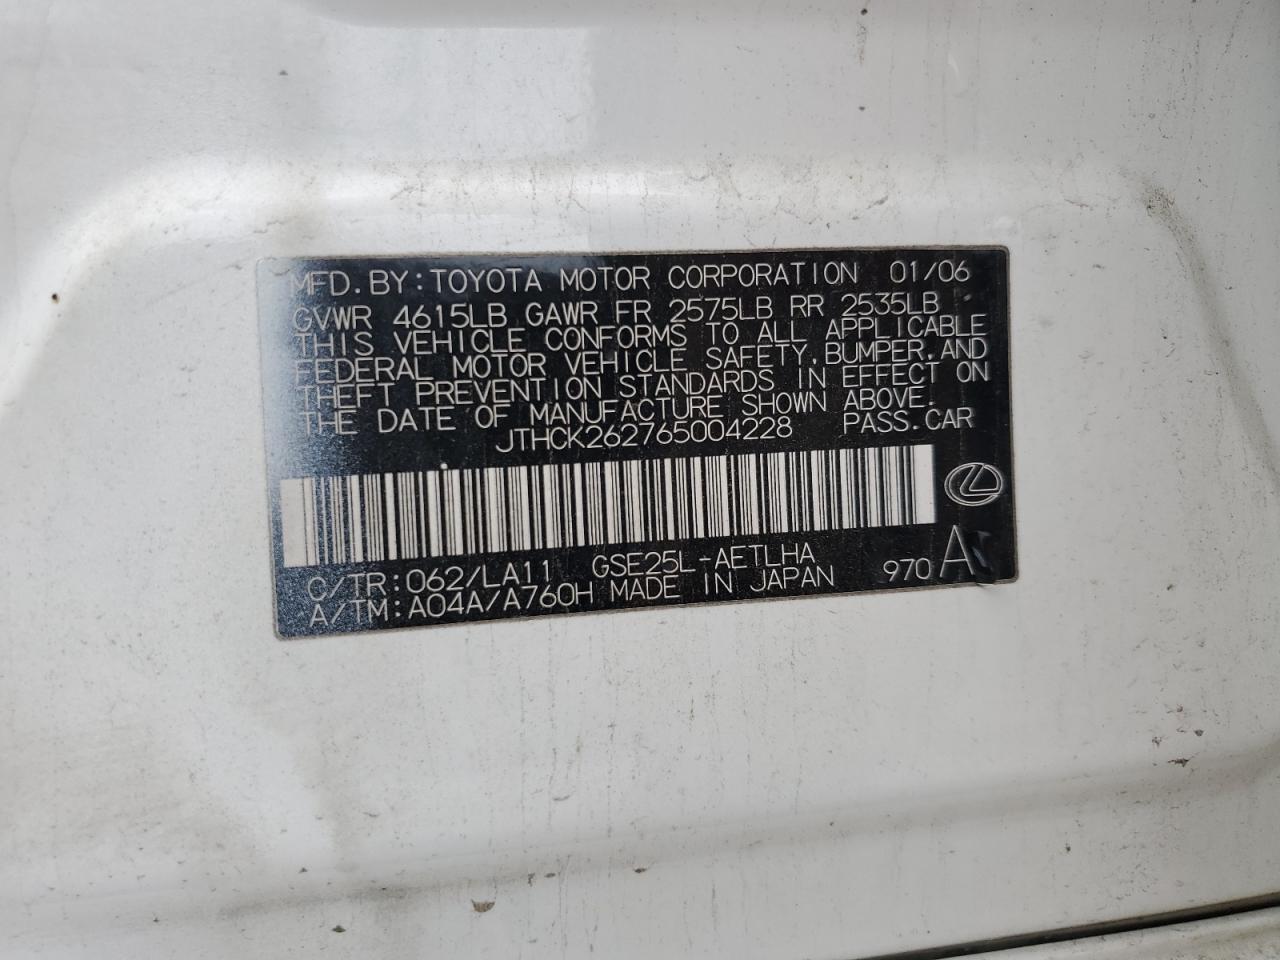 MFD. BY: TOYOTA MOTOR CORPORATION 01/06
GVWR 4615LB GAWR FR 2575LB RR 2535LB
THIS VEHICLE CONFORMS TO ALL APPLICABLE
FEDERAL MOTOR VEHICLE SAFETY, BUMPER, AND
THEFT PREVENTION STANDARDS IN EFFECT ON
THE DATE OF MANUFACTURE SHOWN ABOVE.
JTHCK262765004228 PASS. CAR
C/TR: 062/LA11 GSE25L-AETLHA
A/TM: A04A/A760H MADE IN JAPAN 970 A